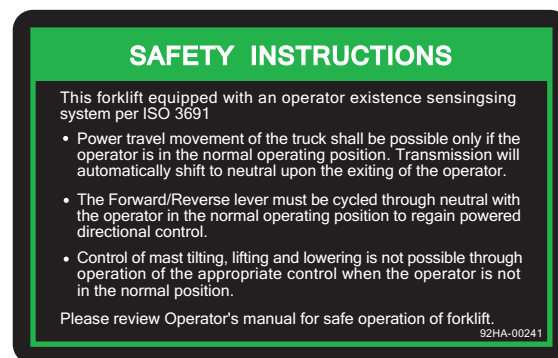 SAFETY INSTRUCTIONS
This forklift equipped with an operator existence sensingsing
system per ISO 3691
• Power travel movement of the truck shall be possible only if the
operator is in the normal operating position. Transmission will
automatically shift to neutral upon the exiting of the operator.
• The Forward/Reverse lever must be cycled through neutral with
the operator in the normal operating position to regain powered
directional control.
• Control of mast tilting, lifting and lowering is not possible through
operation of the appropriate control when the operator is not
in the normal position.
Please review Operator's manual for safe operation of forklift.
92HA-00241